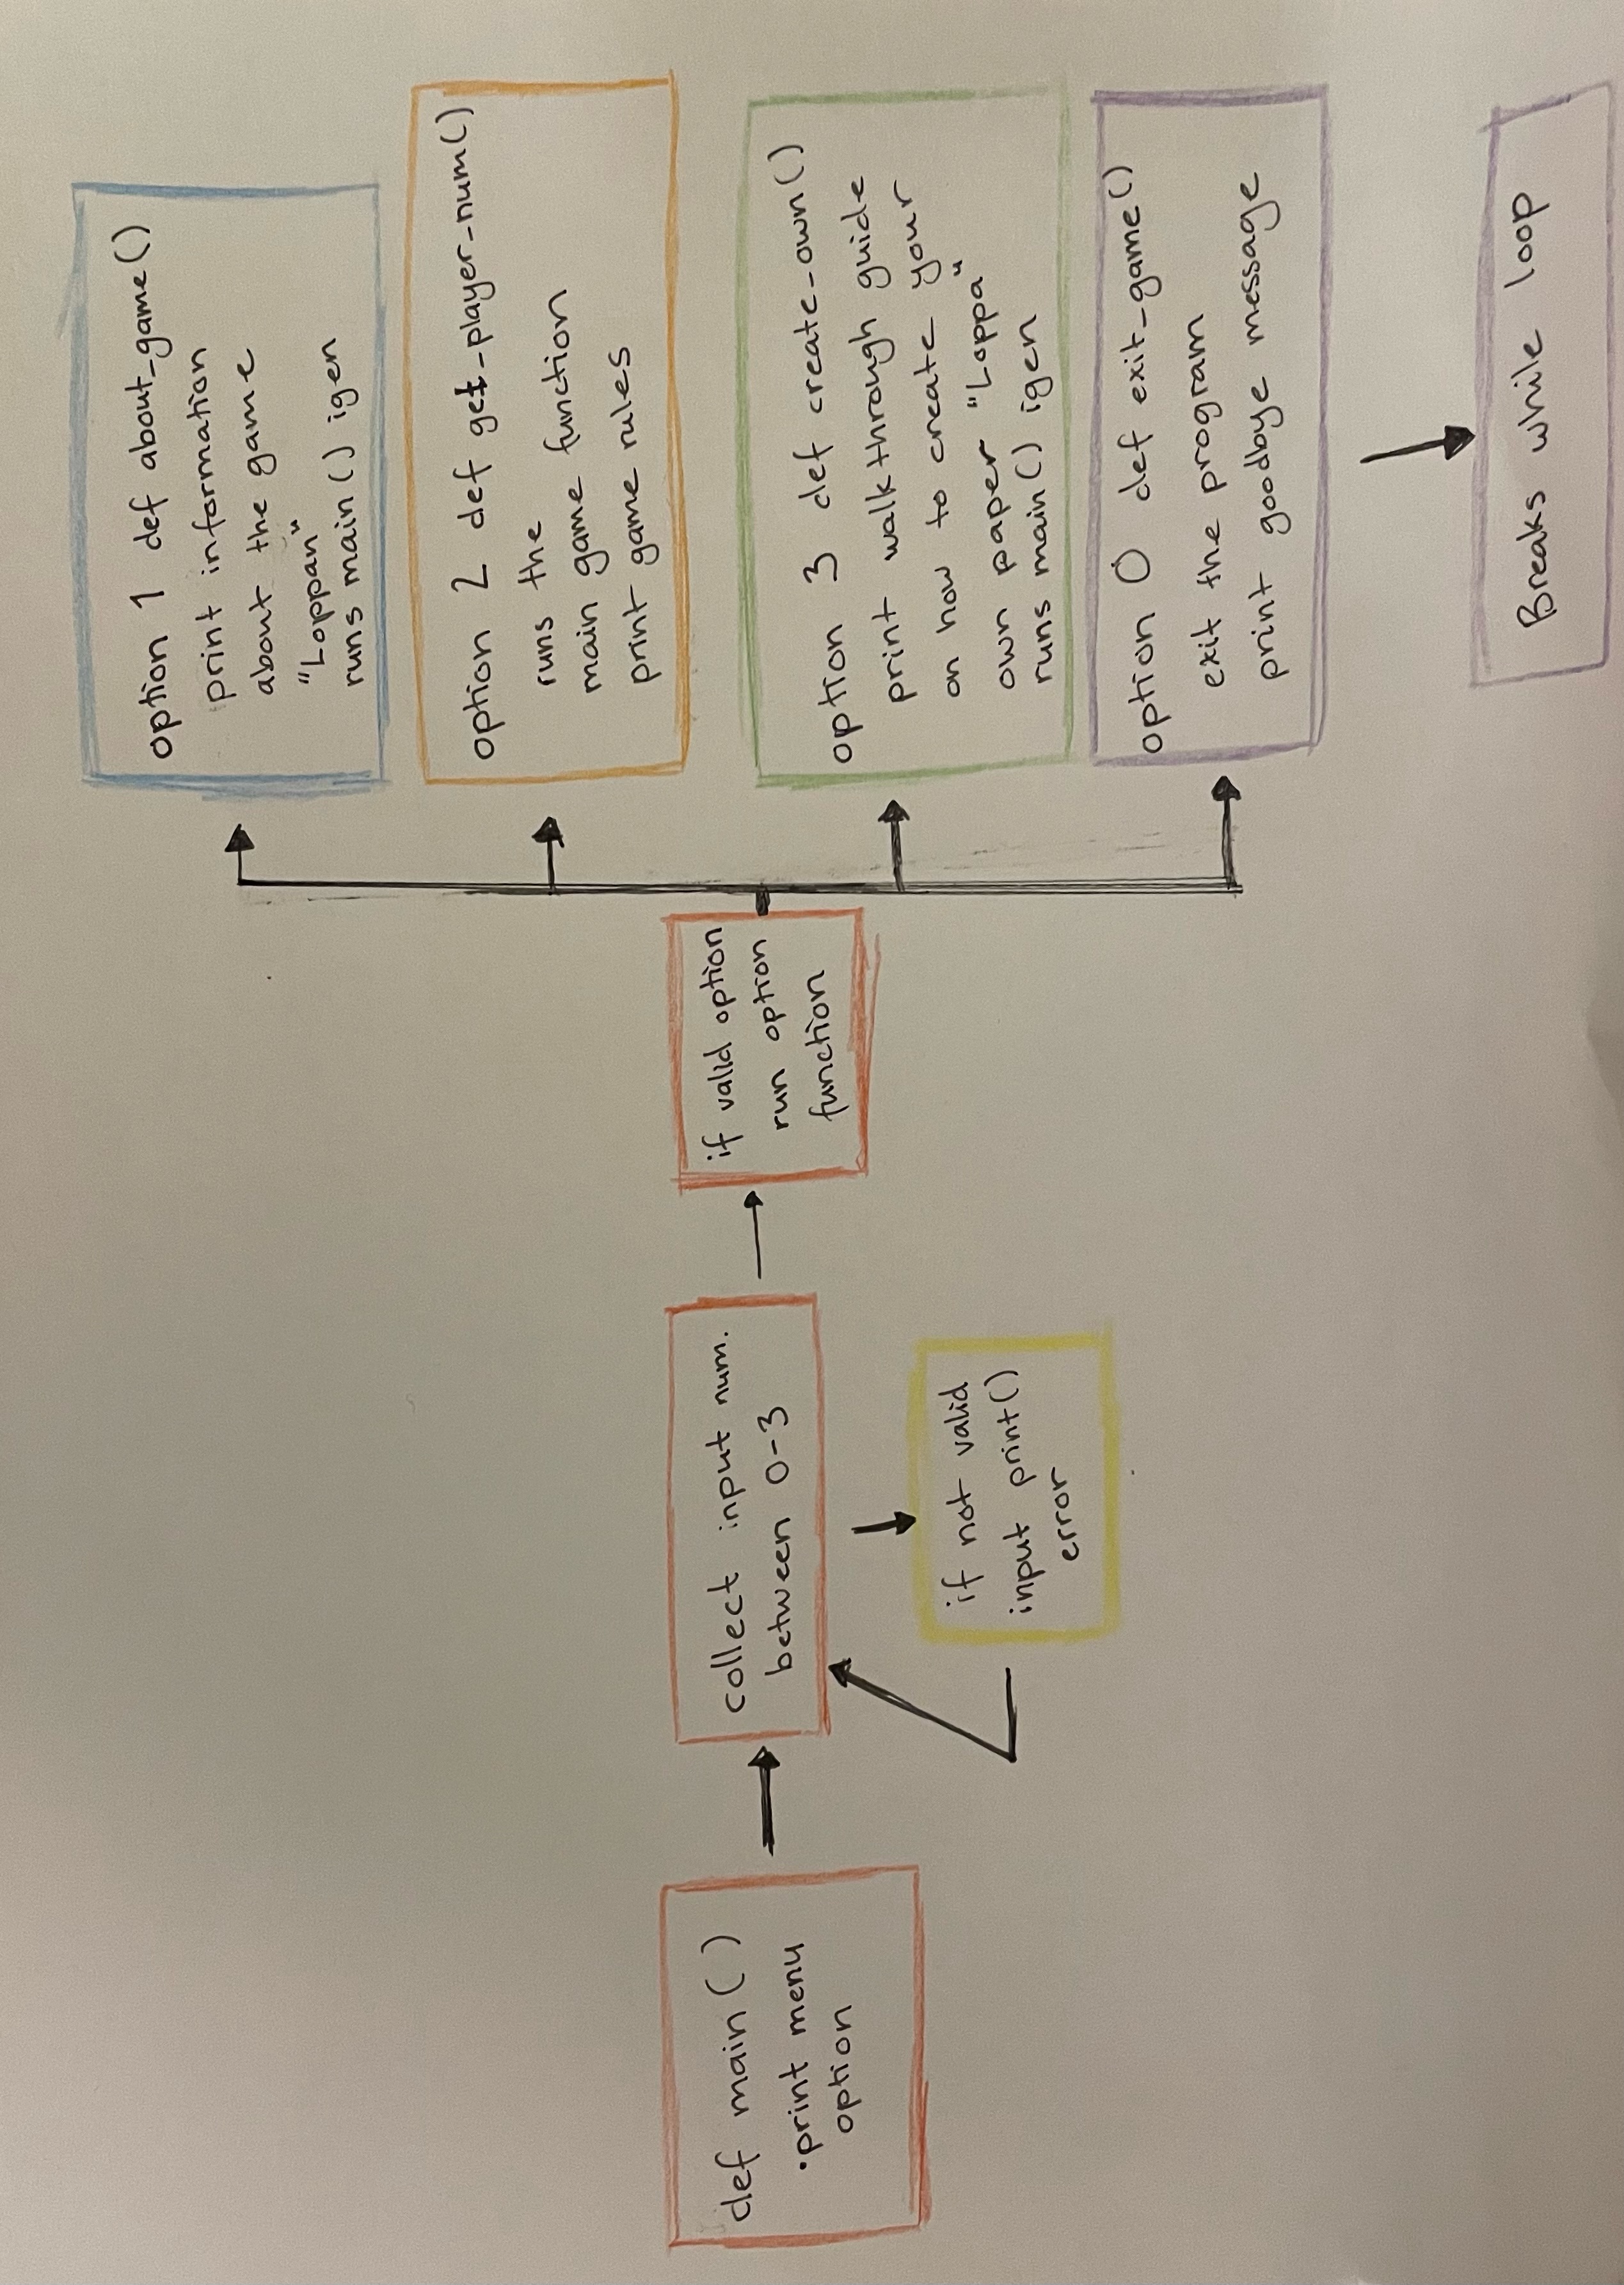 def main ( )
•print menu
option
collect input num.
between 0-3
if not valid
input print()
error
if valid option
run option
function
option 1 def about_game()
print information
about the game
"Loppan"
runs main() igen
option 2 def get_player_num()
runs the
main game function
print game rules
option 3 def create_own()
print walkthrough guide
on how to create your
own paper "Loppa"
runs main() igen
option 0 def exit_game()
exit the program
print goodbye message
Breaks while loop